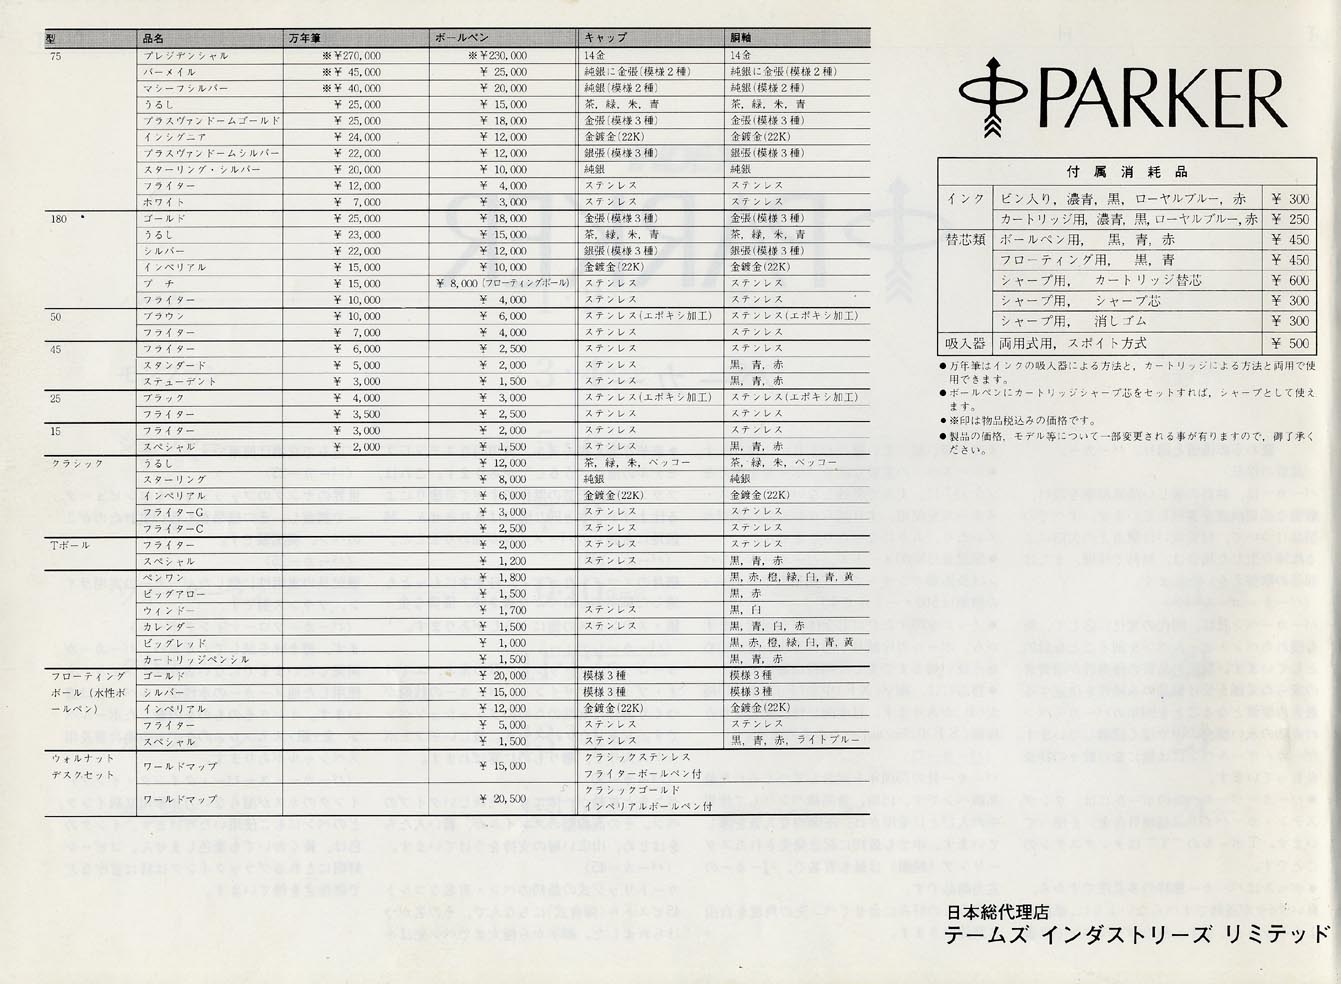 型 品名 万年筆 ボールペン キャップ 胴軸
75 プレジデンシャル ※¥270,000 ※¥230,000 14金 14金
バーメイル ※¥ 45,000 ¥ 25,000 純銀に金張(模様2種) 純銀に金張(模様2種)
マシーフシルバー ※¥ 40,000 ¥ 20,000 純銀(模様2種) 純銀(模様2種)
うるし ¥ 25,000 ¥ 15,000 茶, 緑, 朱, 青 茶, 緑, 朱, 青
プラスヴァンドームゴールド ¥ 25,000 ¥ 18,000 金張(模様3種) 金張(模様3種)
インシグニア ¥ 24,000 ¥ 12,000 金鍍金(22K) 金鍍金(22K)
プラスヴァンドームシルバー ¥ 22,000 ¥ 12,000 銀張(模様3種) 銀張(模様3種)
スターリング・シルバー ¥ 20,000 ¥ 10,000 純銀 純銀
フライター ¥ 12,000 ¥ 4,000 ステンレス ステンレス
ホワイト ¥ 7,000 ¥ 3,000 ステンレス ステンレス
180 ゴールド ¥ 25,000 ¥ 18,000 金張(模様3種) 金張(模様3種)
うるし ¥ 23,000 ¥ 15,000 茶, 緑, 朱, 青 茶, 緑, 朱, 青
シルバー ¥ 22,000 ¥ 12,000 銀張(模様3種) 銀張(模様3種)
インペリアル ¥ 15,000 ¥ 10,000 金鍍金(22K) 金鍍金(22K)
プ チ ¥ 15,000 ¥ 8,000 (フローティングボール) ステンレス ステンレス
フライター ¥ 10,000 ¥ 4,000 ステンレス ステンレス
50 ブラウン ¥ 10,000 ¥ 6,000 ステンレス(エポキシ加工) ステンレス(エポキシ加工)
フライター ¥ 7,000 ¥ 4,000 ステンレス ステンレス
45 フライター ¥ 6,000 ¥ 2,500 ステンレス ステンレス
スタンダード ¥ 5,000 ¥ 2,000 ステンレス 黒, 青, 赤
ステューデント ¥ 3,000 ¥ 1,500 ステンレス 黒, 青, 赤
25 ブラック ¥ 4,000 ¥ 3,000 ステンレス(エポキシ加工) ステンレス(エポキシ加工)
フライター ¥ 3,500 ¥ 2,500 ステンレス ステンレス
15 フライター ¥ 3,000 ¥ 2,000 ステンレス ステンレス
スペシャル ¥ 2,000 ¥ 1,500 ステンレス 黒, 青, 赤
クラシック うるし ¥ 12,000 茶, 緑, 朱, ベッコー 茶, 緑, 朱, ベッコー
スターリング ¥ 8,000 純銀 純銀
インペリアル ¥ 6,000 金鍍金(22K) 金鍍金(22K)
フライターG ¥ 3,000 ステンレス ステンレス
フライターC ¥ 2,500 ステンレス ステンレス
Tボール フライター ¥ 2,000 ステンレス ステンレス
スペシャル ¥ 1,200 ステンレス 黒, 青, 赤
ペンワン ¥ 1,800 黒, 赤, 橙, 緑, 白, 青, 黄
ビッグアロー ¥ 1,500 黒, 赤
ウィンドー ¥ 1,700 ステンレス 黒, 白
カレンダー ¥ 1,500 ステンレス 黒, 青, 白, 赤
ビッグレッド ¥ 1,000 黒, 赤, 橙, 緑, 白, 青, 黄
カートリッジペンシル ¥ 1,500 黒, 青, 赤
フローティング ゴールド ¥ 20,000 模様3種 模様3種
ボール (水性ボ シルバー ¥ 15,000 模様3種 模様3種
ールペン) インペリアル ¥ 12,000 金鍍金(22K) 金鍍金(22K)
フライター ¥ 5,000 ステンレス ステンレス
スペシャル ¥ 1,500 ステンレス 黒, 青, 赤, ライトブルー
ウォルナット クラシックステンレス
デスクセット ワールドマップ ¥ 15,000 フライターボールペン付
ワールドマップ ¥ 20,500 クラシックゴールド
インペリアルボールペン付
PARKER
付属消耗品
インク ビン入り, 濃青, 黒, ローヤルブルー, 赤 ¥ 300
カートリッジ用, 濃青, 黒, ローヤルブルー, 赤 ¥ 250
替芯類 ボールペン用, 黒, 青, 赤 ¥ 450
フローティング用, 黒, 青 ¥ 450
シャープ用, カートリッジ替芯 ¥ 600
シャープ用, シャープ芯 ¥ 300
シャープ用, 消しゴム ¥ 300
吸入器 両用式用, スポイト方式 ¥ 500
●万年筆はインクの吸入器による方法と, カートリッジによる方法と両用で使
用できます。
●ボールペンにカートリッジシャープ芯をセットすれば, シャープとして使え
ます。
●※印は物品税込みの価格です。
●製品の価格, モデル等について一部変更される事が有りますので, 御了承く
ださい。
日本総代理店
テームズ インダストリーズ リミテッド